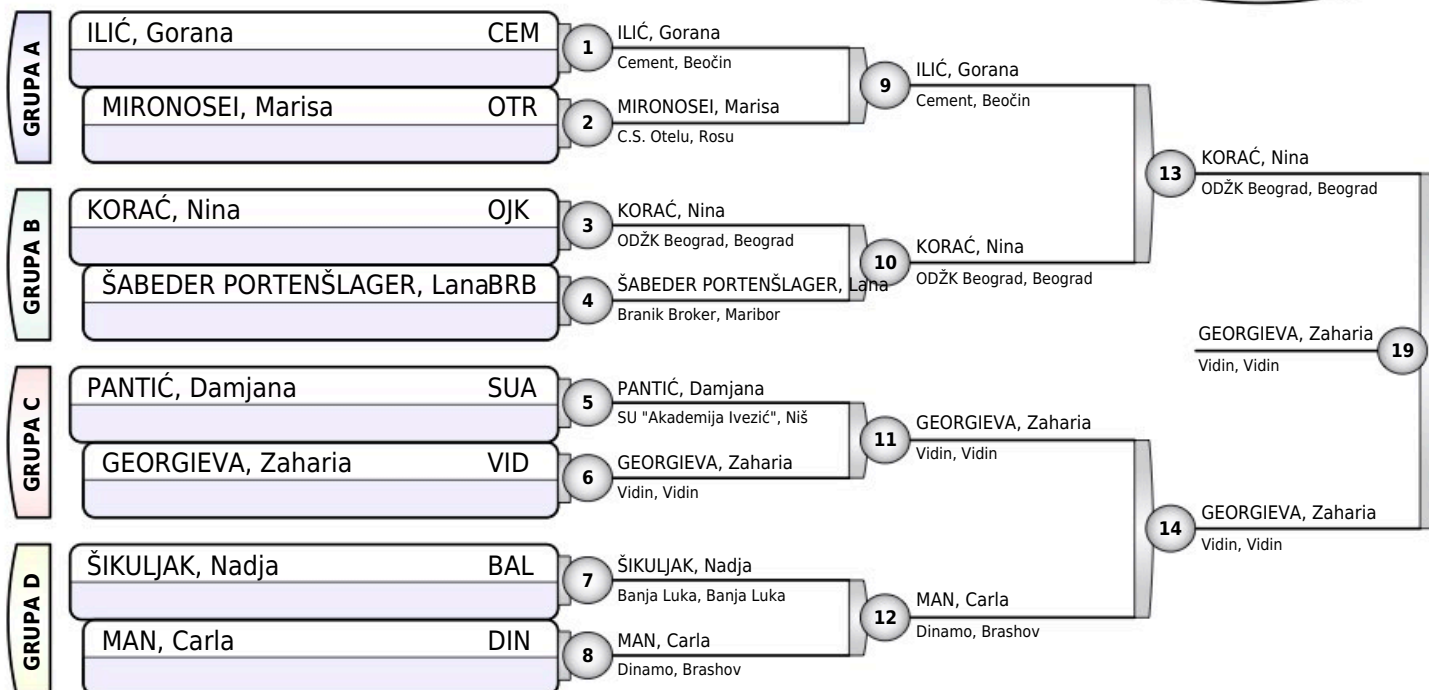 GRUPA A
ILIĆ, Gorana CEM
MIRONOSEI, Marisa OTR
1
ILIĆ, Gorana
Cement, Beočin
2
MIRONOSEI, Marisa
C.S. Otelu, Rosu
9
ILIĆ, Gorana
Cement, Beočin
GRUPA B
KORAĆ, Nina OJK
ŠABEDER PORTENŠLAGER, Lana BRB
3
KORAĆ, Nina
ODŽK Beograd, Beograd
4
ŠABEDER PORTENŠLAGER, Lana
Branik Broker, Maribor
10
KORAĆ, Nina
ODŽK Beograd, Beograd
13
KORAĆ, Nina
ODŽK Beograd, Beograd
GRUPA C
PANTIĆ, Damjana SUA
GEORGIEVA, Zaharia VID
5
PANTIĆ, Damjana
SU "Akademija Ivezić", Niš
6
GEORGIEVA, Zaharia
Vidin, Vidin
11
GEORGIEVA, Zaharia
Vidin, Vidin
GRUPA D
ŠIKULJAK, Nadja BAL
MAN, Carla DIN
7
ŠIKULJAK, Nadja
Banja Luka, Banja Luka
8
MAN, Carla
Dinamo, Brashov
12
MAN, Carla
Dinamo, Brashov
14
GEORGIEVA, Zaharia
Vidin, Vidin
GEORGIEVA, Zaharia
Vidin, Vidin
19